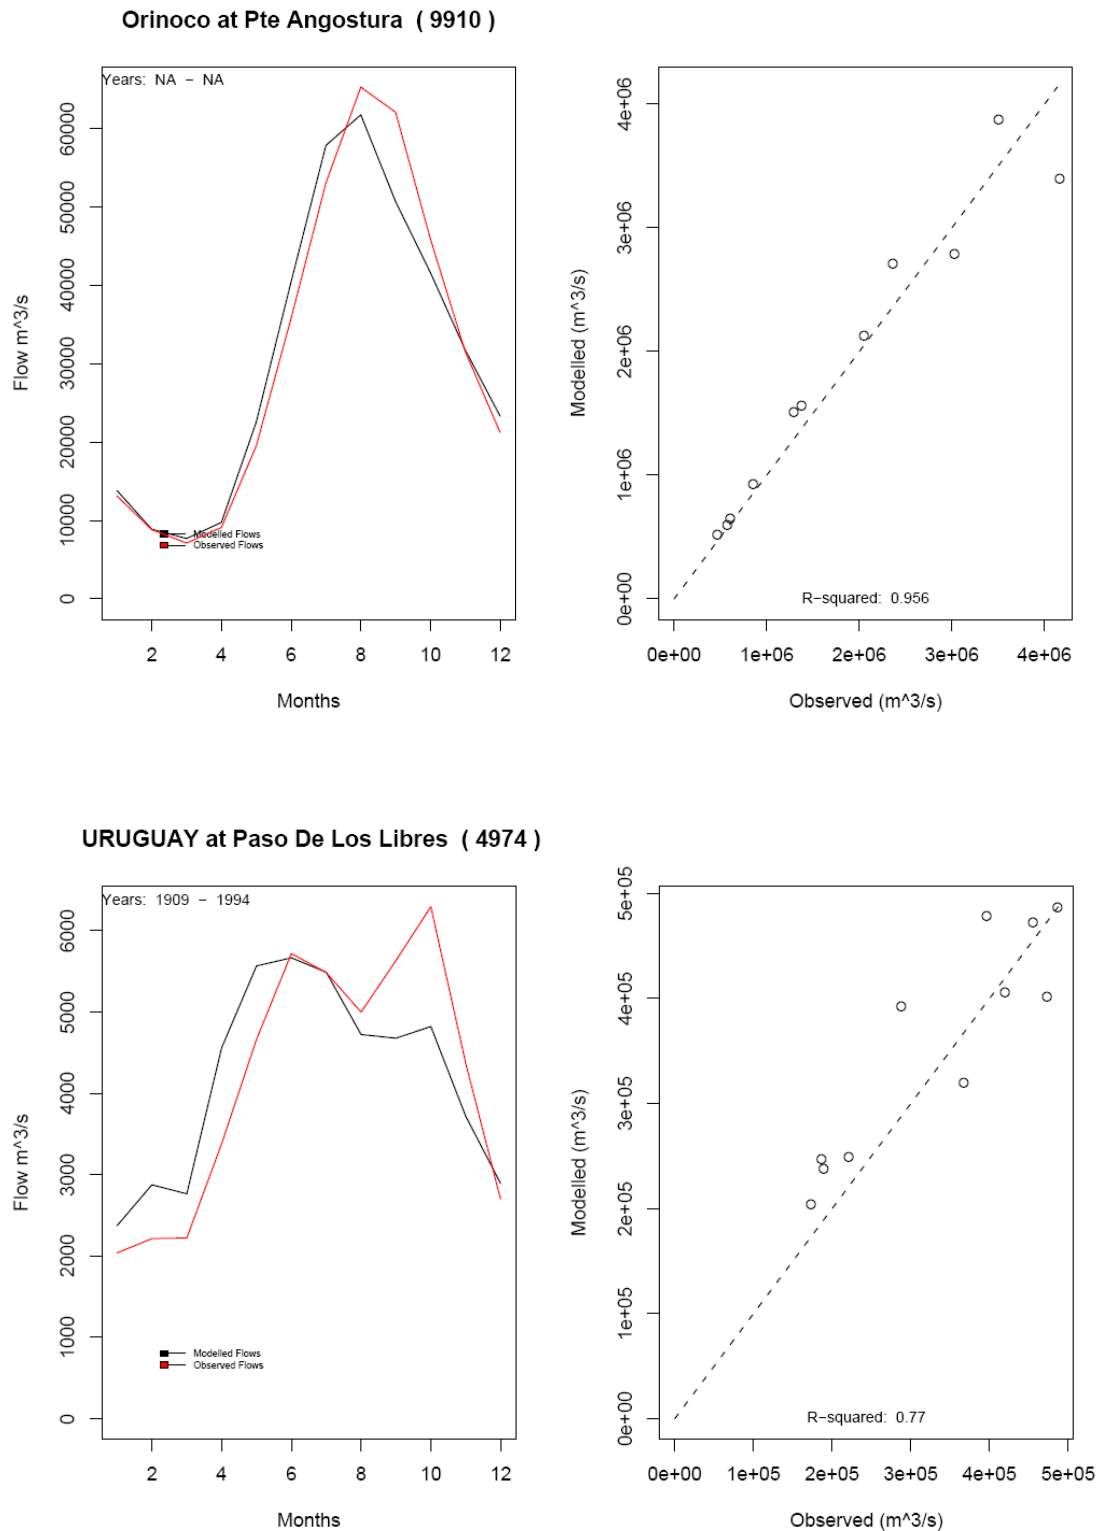 Orinoco at Pte Angostura ( 9910 )
Years: NA − NA
Flow m^3/s
60000
50000
40000
30000
20000
10000
0
Modelled Flows
Observed Flows
2 4 6 8 10 12
Months
Modelled (m^3/s)
4e+06
3e+06
2e+06
1e+06
0e+00
R−squared: 0.956
0e+00 1e+06 2e+06 3e+06 4e+06
Observed (m^3/s)
URUGUAY at Paso De Los Libres ( 4974 )
Years: 1909 − 1994
Flow m^3/s
6000
5000
4000
3000
2000
1000
0
Modelled Flows
Observed Flows
2 4 6 8 10 12
Months
Modelled (m^3/s)
5e+05
4e+05
3e+05
2e+05
1e+05
0e+00
R−squared: 0.77
0e+00 1e+05 2e+05 3e+05 4e+05 5e+05
Observed (m^3/s)